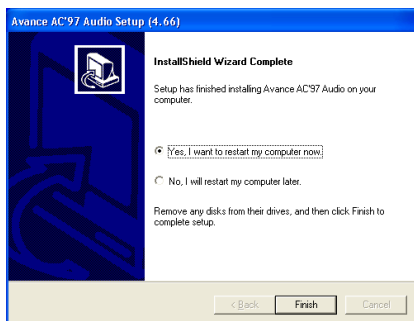 Avance AC'97 Audio Setup (4.66)
InstallShield Wizard Complete
Setup has finished installing Avance AC'97 Audio on your
computer.
Yes, I want to restart my computer now.
No, I will restart my computer later.
Remove any disks from their drives, and then click Finish to
complete setup.
< Back
Finish
Cancel